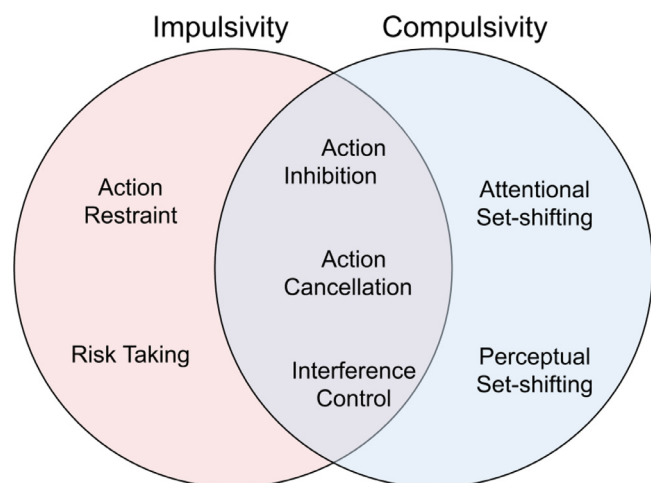 Impulsivity
Compulsivity
Action
Restraint
Risk Taking
Action
Inhibition
Action
Cancellation
Interference
Control
Attentional
Set-shifting
Perceptual
Set-shifting